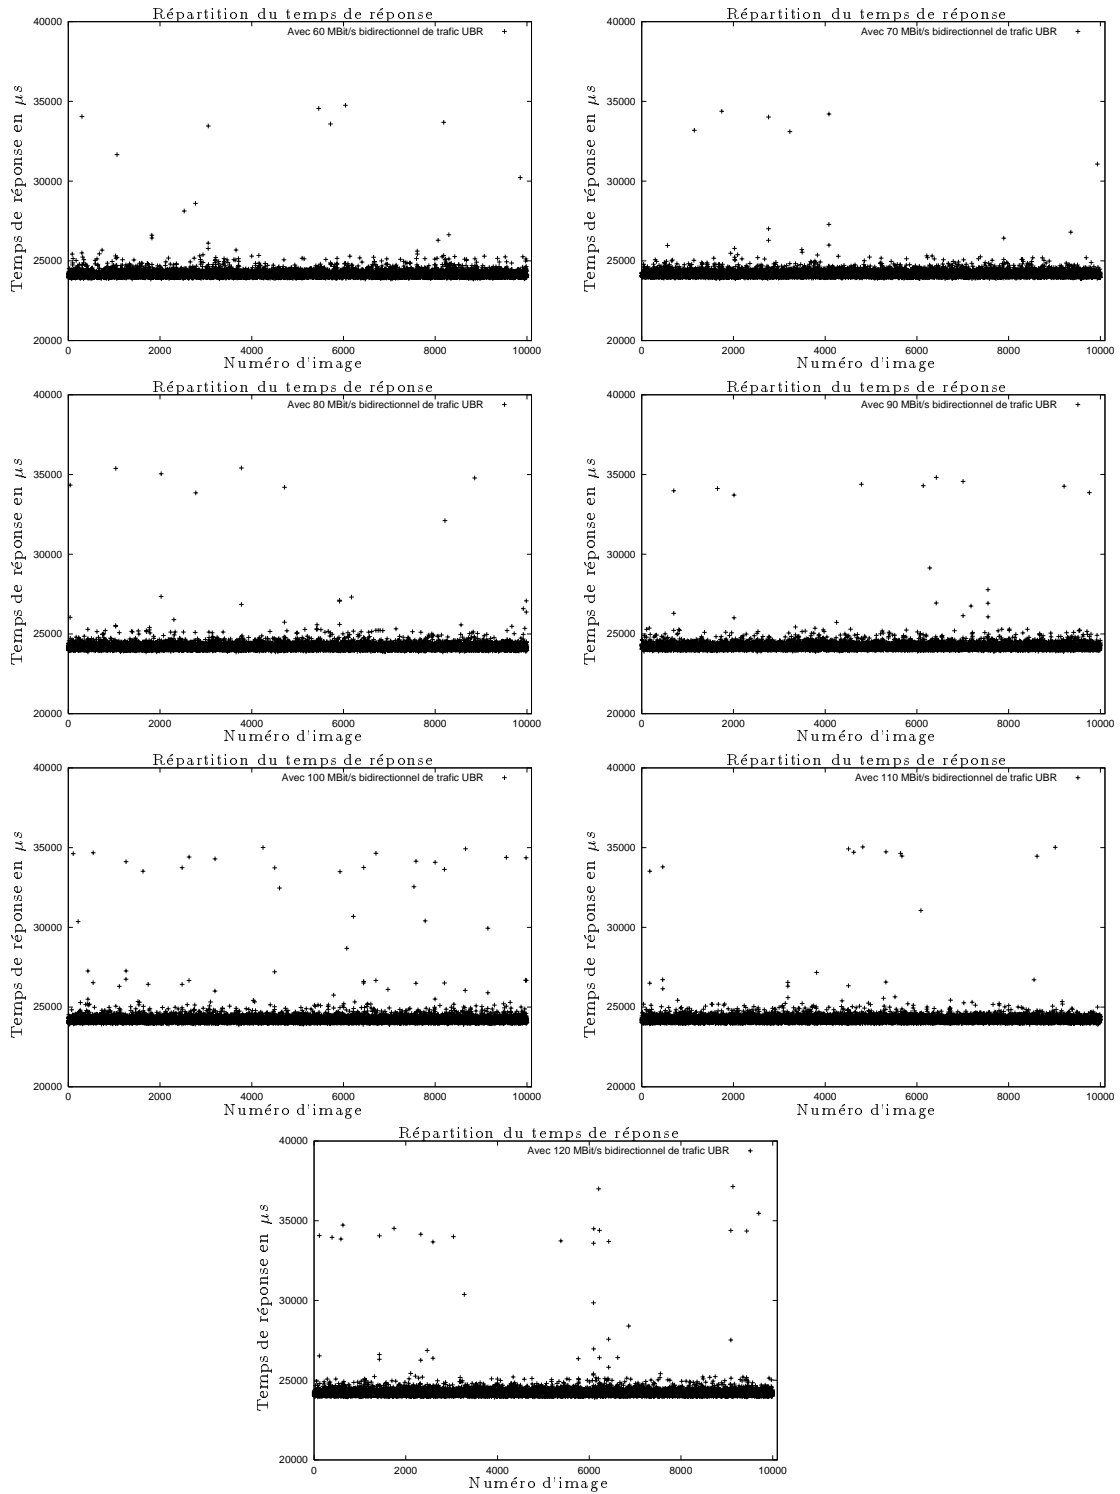 Répartition du temps de réponse
Avec 60 MBit/s bidirectionnel de trafic UBR
Temps de réponse en µs
40000
35000
30000
25000
20000
0 2000 4000 6000 8000 10000
Numéro d'image
Répartition du temps de réponse
Avec 70 MBit/s bidirectionnel de trafic UBR
Temps de réponse en µs
40000
35000
30000
25000
20000
0 2000 4000 6000 8000 10000
Numéro d'image
Répartition du temps de réponse
Avec 80 MBit/s bidirectionnel de trafic UBR
Temps de réponse en µs
40000
35000
30000
25000
20000
0 2000 4000 6000 8000 10000
Numéro d'image
Répartition du temps de réponse
Avec 90 MBit/s bidirectionnel de trafic UBR
Temps de réponse en µs
40000
35000
30000
25000
20000
0 2000 4000 6000 8000 10000
Numéro d'image
Répartition du temps de réponse
Avec 100 MBit/s bidirectionnel de trafic UBR
Temps de réponse en µs
40000
35000
30000
25000
20000
0 2000 4000 6000 8000 10000
Numéro d'image
Répartition du temps de réponse
Avec 110 MBit/s bidirectionnel de trafic UBR
Temps de réponse en µs
40000
35000
30000
25000
20000
0 2000 4000 6000 8000 10000
Numéro d'image
Répartition du temps de réponse
Avec 120 MBit/s bidirectionnel de trafic UBR
Temps de réponse en µs
40000
35000
30000
25000
20000
0 2000 4000 6000 8000 10000
Numéro d'image